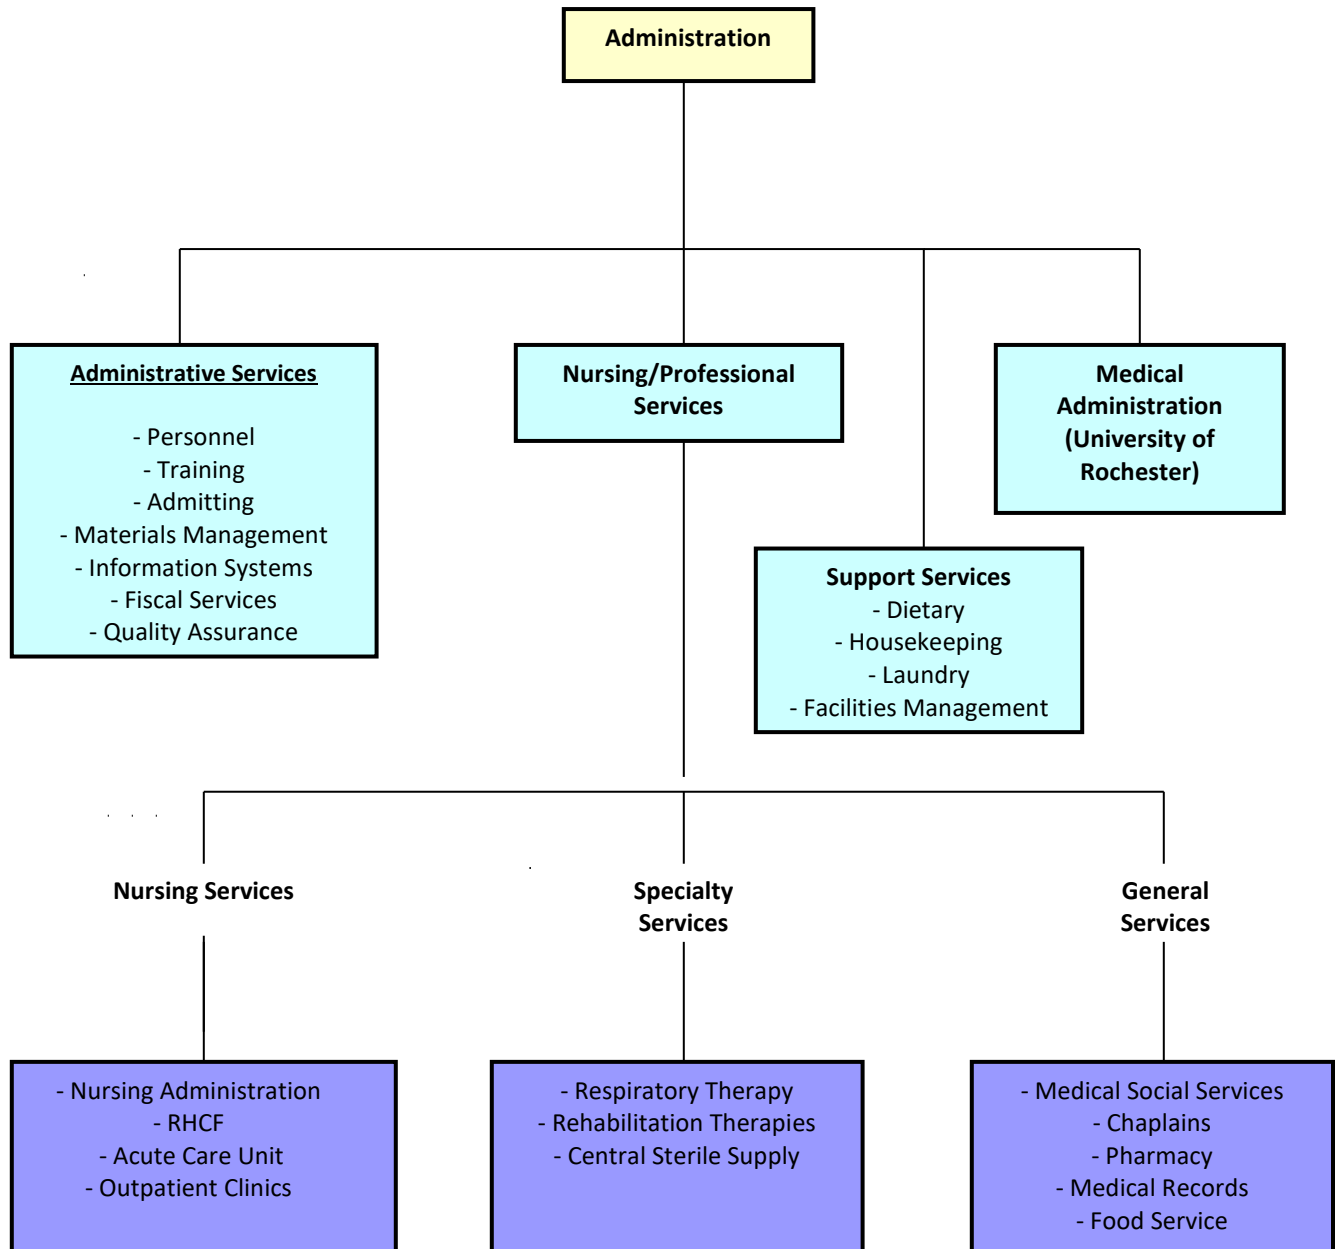 Administration
Administrative Services
- Personnel
- Training
- Admitting
- Materials Management
- Information Systems
- Fiscal Services
- Quality Assurance
Nursing/Professional
Services
Medical
Administration
(University of
Rochester)
Support Services
- Dietary
- Housekeeping
- Laundry
- Facilities Management
Nursing Services
Specialty
Services
General
Services
- Nursing Administration
- RHCF
- Acute Care Unit
- Outpatient Clinics
- Respiratory Therapy
- Rehabilitation Therapies
- Central Sterile Supply
- Medical Social Services
- Chaplains
- Pharmacy
- Medical Records
- Food Service